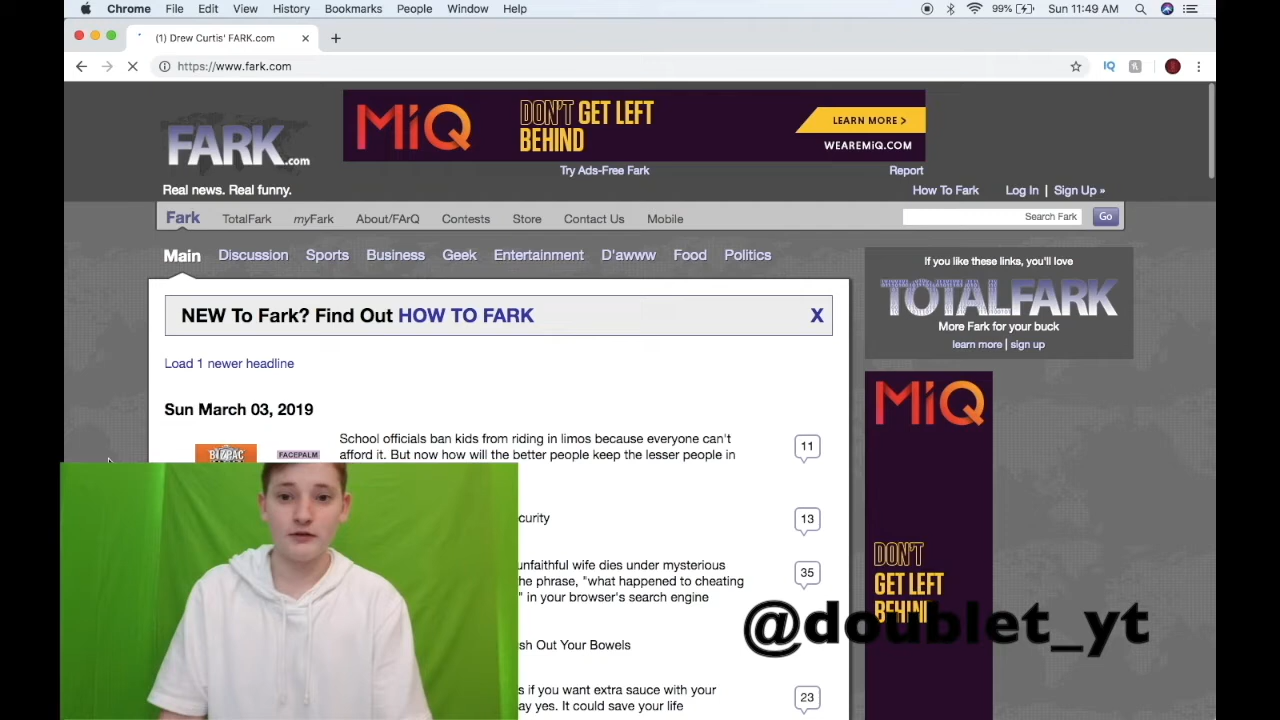 Chrome File Edit View History Bookmarks People Window Help 99% Sun 11:49 AM
(1) Drew Curtis' FARK.com
https://www.fark.com IQ
FARK.com
Real news. Real funny.
MiQ DON'T GET LEFT BEHIND
LEARN MORE >
WEAREMiQ.COM
Try Ads-Free Fark Report
How To Fark Log In | Sign Up »
Fark TotalFark myFark About/FArQ Contests Store Contact Us Mobile Search Fark Go
Main Discussion Sports Business Geek Entertainment D'awww Food Politics
If you like these links, you'll love
TOTALFARK
More Fark for your buck
learn more | sign up
NEW To Fark? Find Out HOW TO FARK X
Load 1 newer headline
Sun March 03, 2019
BIZPAC FACEPALM
School officials ban kids from riding in limos because everyone can't
afford it. But now how will the better people keep the lesser people in
11
curity 13
unfaithful wife dies under mysterious
he phrase, "what happened to cheating
" in your browser's search engine
35
sh Out Your Bowels
s if you want extra sauce with your
ay yes. It could save your life
23
MiQ
DON'T
GET LEFT
BEHIND
@doublet_yt